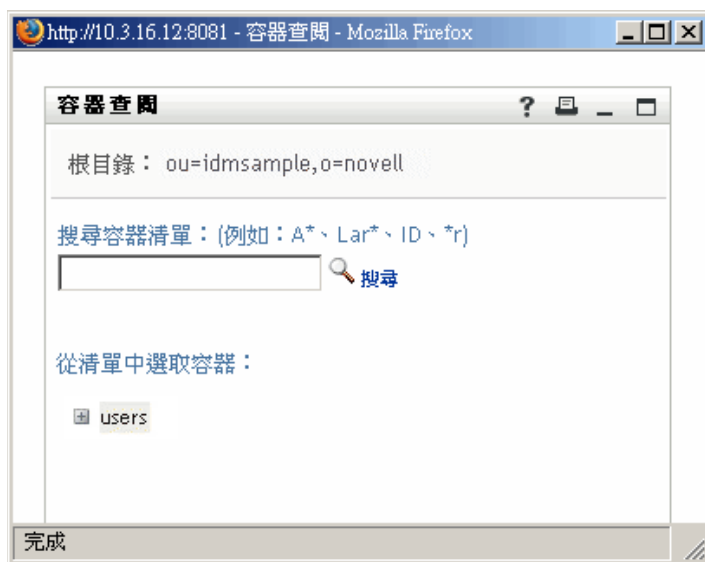 http://10.3.16.12:8081 - 容器查閱 - Mozilla Firefox
容器查閱
根目錄： ou=idmsample,o=novell
搜尋容器清單：(例如：A*、Lar*、ID、*r)
搜尋
從清單中選取容器：
users
完成